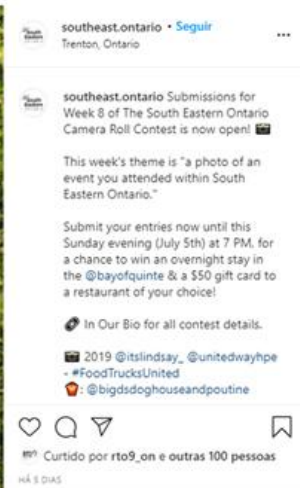 southeast.ontario • Seguir
Trenton, Ontario
southeast.ontario Submissions for
Week 8 of The South Eastern Ontario
Camera Roll Contest is now open! 📸
This week's theme is "a photo of an
event you attended within South
Eastern Ontario."
Submit your entries now until this
Sunday evening (July 5th) at 7 PM, for
a chance to win an overnight stay in
the @bayofquinte & a $50 gift card to
a restaurant of your choice!
🔗 In Our Bio for all contest details.
📸 2019 @itslindsay_ @unitedwayhpe
- #FoodTrucksUnited
: @bigdsdoghouseandpoutine
Curtido por rto9_on e outras 100 pessoas
HÁ 5 DIAS